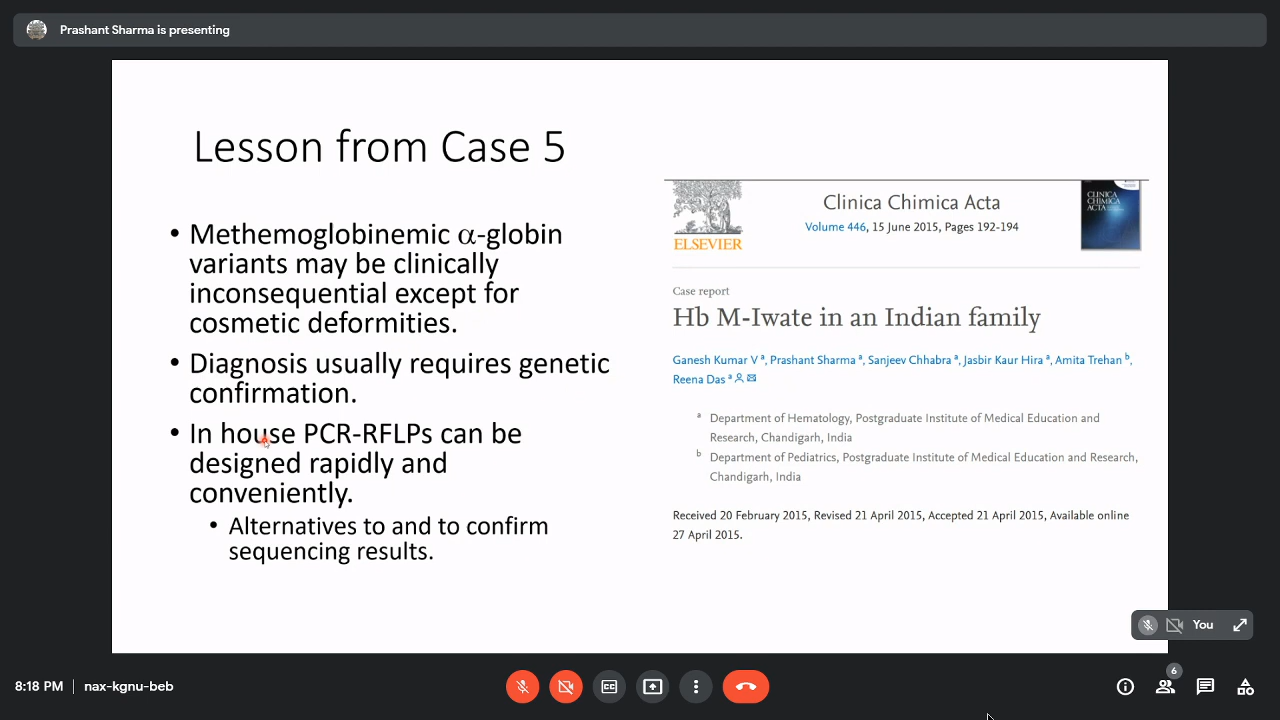 Prashant Sharma is presenting
Lesson from Case 5
• Methemoglobinemic α-globin
variants may be clinically
inconsequential except for
cosmetic deformities.
• Diagnosis usually requires genetic
confirmation.
• In house PCR-RFLPs can be
designed rapidly and
conveniently.
• Alternatives to and to confirm
sequencing results.
ELSEVIER
Clinica Chimica Acta
Volume 446, 15 June 2015, Pages 192-194
CLINICA
CHIMICA
ACTA
Case report
Hb M-Iwate in an Indian family
Ganesh Kumar V a, Prashant Sharma a, Sanjeev Chhabra a, Jasbir Kaur Hira a, Amita Trehan b,
Reena Das a
a Department of Hematology, Postgraduate Institute of Medical Education and
Research, Chandigarh, India
b Department of Pediatrics, Postgraduate Institute of Medical Education and Research,
Chandigarh, India
Received 20 February 2015, Revised 21 April 2015, Accepted 21 April 2015, Available online
27 April 2015.
You
8:18 PM | nax-kgnu-beb
CC
6